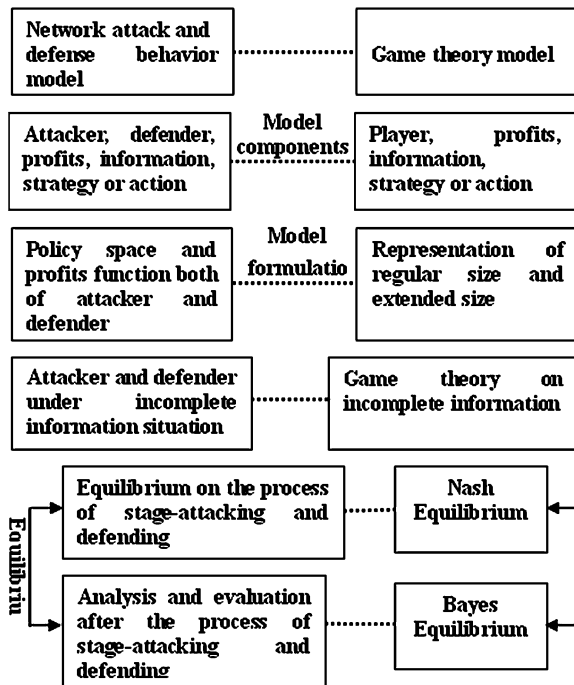 Network attack and
defense behavior
model
Game theory model
Attacker, defender,
profits, information,
strategy or action
Model
components
Player, profits,
information,
strategy or action
Policy space and
profits function both
of attacker and
defender
Model
formulatio
Representation of
regular size and
extended size
Attacker and defender
under incomplete
information situation
Game theory on
incomplete information
Equilibriu
Equilibrium on the process
of stage-attacking and
defending
Nash
Equilibrium
Analysis and evaluation
after the process of
stage-attacking and
defending
Bayes
Equilibrium